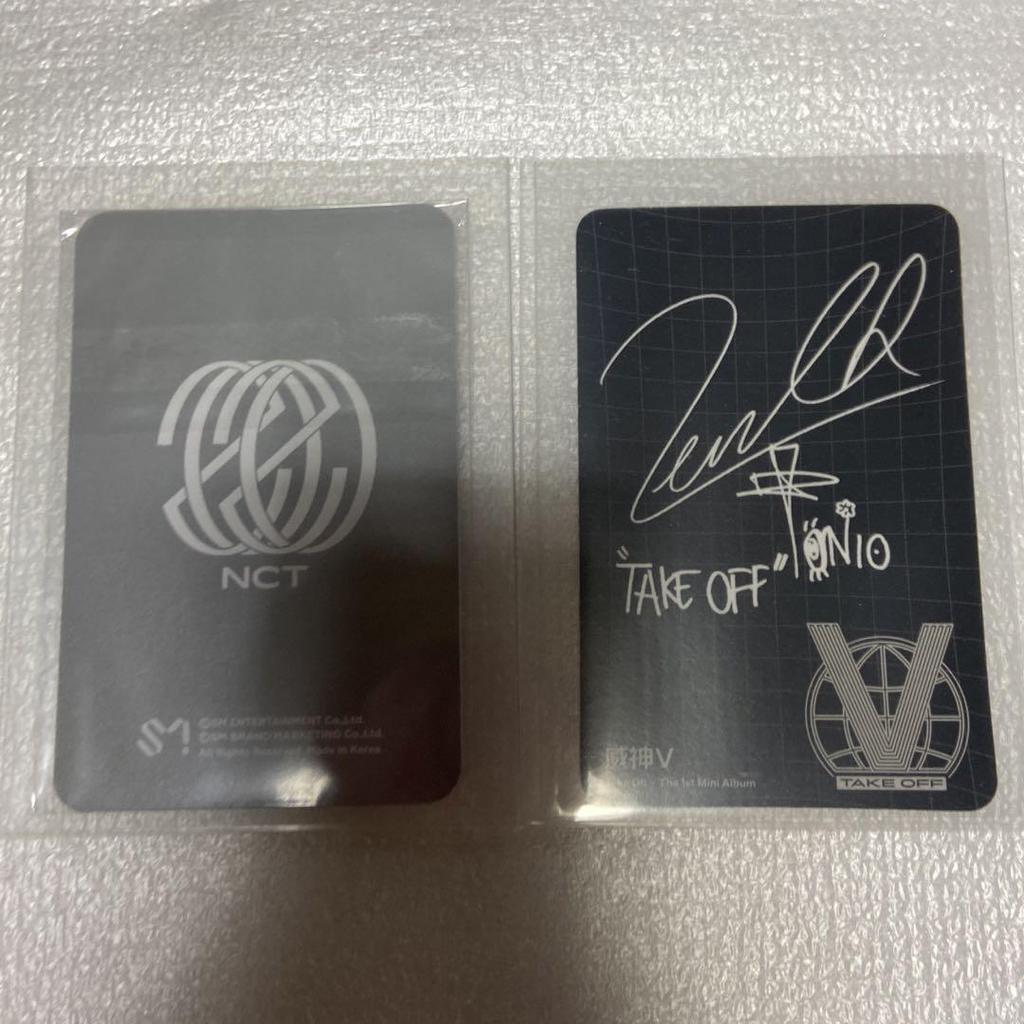 NCT
SM
©SM ENTERTAINMENT Co.,Ltd.
©SM BRAND MARKETING Co.,Ltd.
All Rights Reserved. Made in Korea
"TAKE OFF"
威神V
The 1st Mini Album
V
TAKE OFF